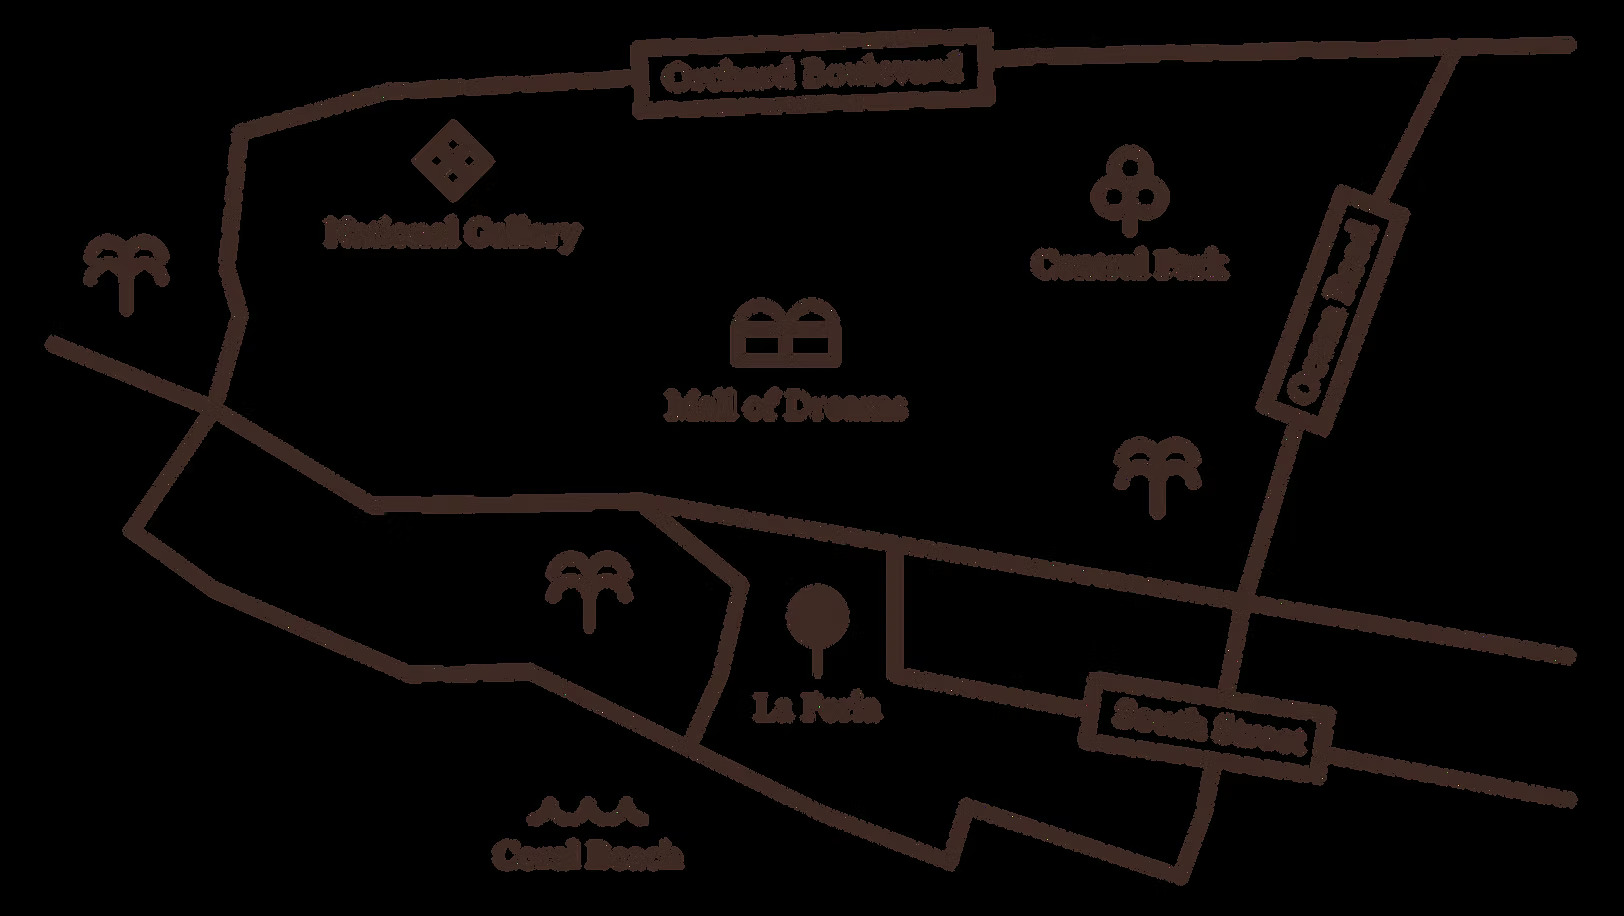 Orchard Boulevard
National Gallery
Central Park
Ocean Road
Mall of Dreams
La Feria
South Street
Coral Beach